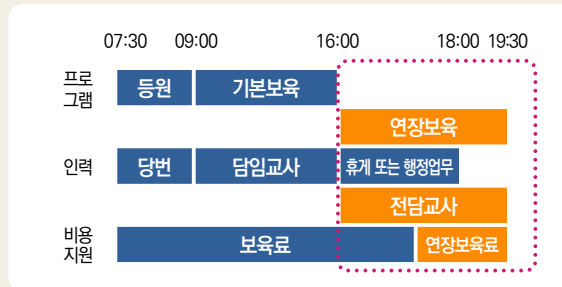 07:30 09:00 16:00 18:00 19:30
프로
그램
등원 기본보육
연장보육
인력 당번 담임교사 휴게 또는 행정업무
전담교사
비용
지원
보육료 연장보육료